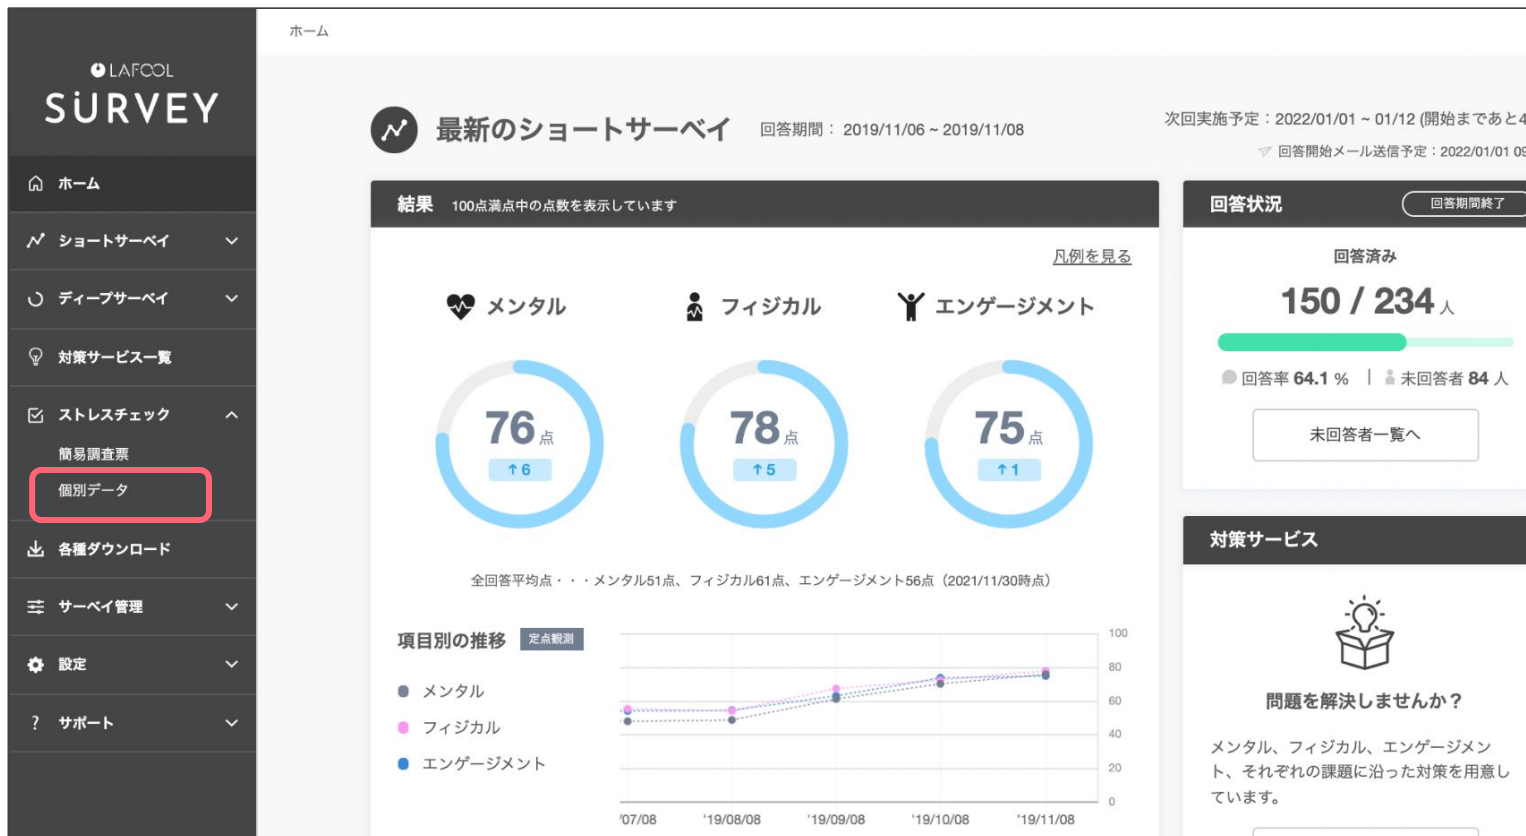 LAFOOL
SURVEY
ホーム
ショートサーベイ
ディープサーベイ
対策サービス一覧
ストレスチェック
簡易調査票
個別データ
各種ダウンロード
サーベイ管理
設定
? サポート
ホーム
最新のショートサーベイ 回答期間： 2019/11/06 ~ 2019/11/08
次回実施予定：2022/01/01 ~ 01/12 (開始まであと4
回答開始メール送信予定：2022/01/01 09
結果 100点満点中の点数を表示しています
凡例を見る
メンタル フィジカル エンゲージメント
76点 78点 75点
↑6 ↑5 ↑1
全回答平均点・・・メンタル51点、フィジカル61点、エンゲージメント56点（2021/11/30時点）
項目別の推移 定点観測
メンタル
フィジカル
エンゲージメント
100
80
60
40
20
0
'07/08 '19/08/08 '19/09/08 '19/10/08 '19/11/08
回答状況 回答期間終了
回答済み
150 / 234 人
回答率 64.1 % | 未回答者 84 人
未回答者一覧へ
対策サービス
問題を解決しませんか？
メンタル、フィジカル、エンゲージメン
ト、それぞれの課題に沿った対策を用意し
ています。